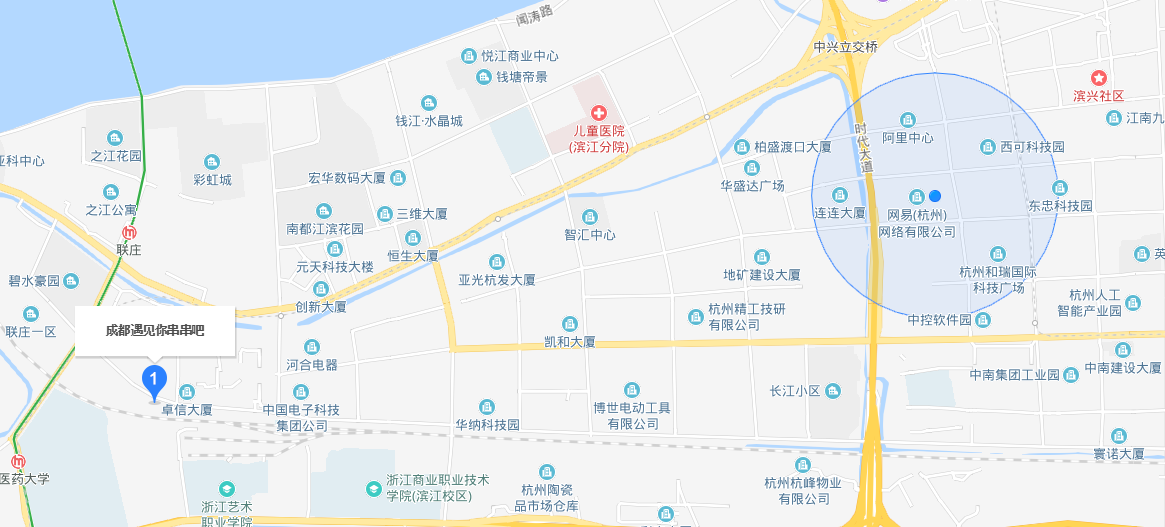 闻涛路
中兴立交桥
悦江商业中心
钱塘帝景
滨兴社区
钱江·水晶城
江南九
儿童医院
(滨江分院)
时代大道
阿里中心
之江花园
西可科技园
柏盛渡口大厦
亚科中心
彩虹城
宏华数码大厦
华盛达广场
之江公寓
东忠科技园
三维大厦
连连大厦
网易(杭州)
网络有限公司
南都江滨花园
智汇中心
联庄
恒生大厦
元天科技大楼
英
地矿建设大厦
杭州和瑞国际
科技广场
碧水豪园
亚光杭发大厦
创新大厦
杭州人工
智能产业园
杭州精工技研
有限公司
中控软件园
联庄一区
成都遇见你串串吧
凯和大厦
河合电器
中南建设大厦
中南集团工业园
1
长江小区
卓信大厦
中国电子科技
集团公司
博世电动工具
有限公司
华纳科技园
寰诺大厦
医药大学
浙江商业职业技术
学院(滨江校区)
杭州杭峰物业
有限公司
杭州陶瓷
品市场仓库
浙江艺术
职业学院